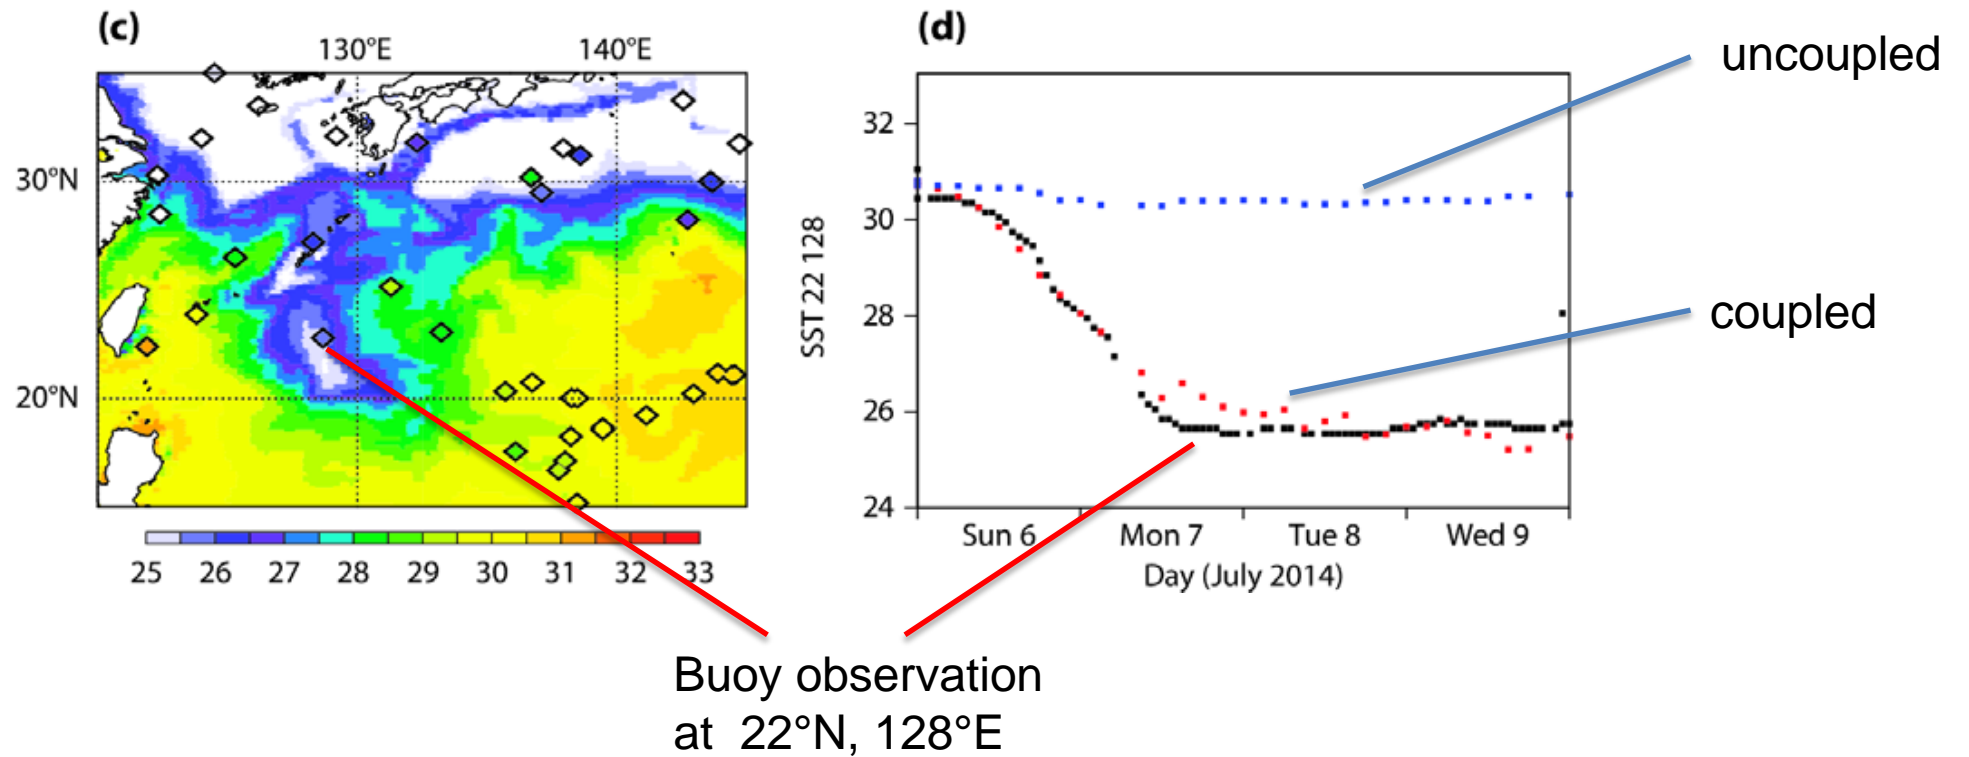 (c)
130°E 140°E
30°N
20°N
25 26 27 28 29 30 31 32 33
(d)
uncoupled
coupled
SST 22 128
32
30
28
26
24
Sun 6 Mon 7 Tue 8 Wed 9
Day (July 2014)
Buoy observation
at 22°N, 128°E